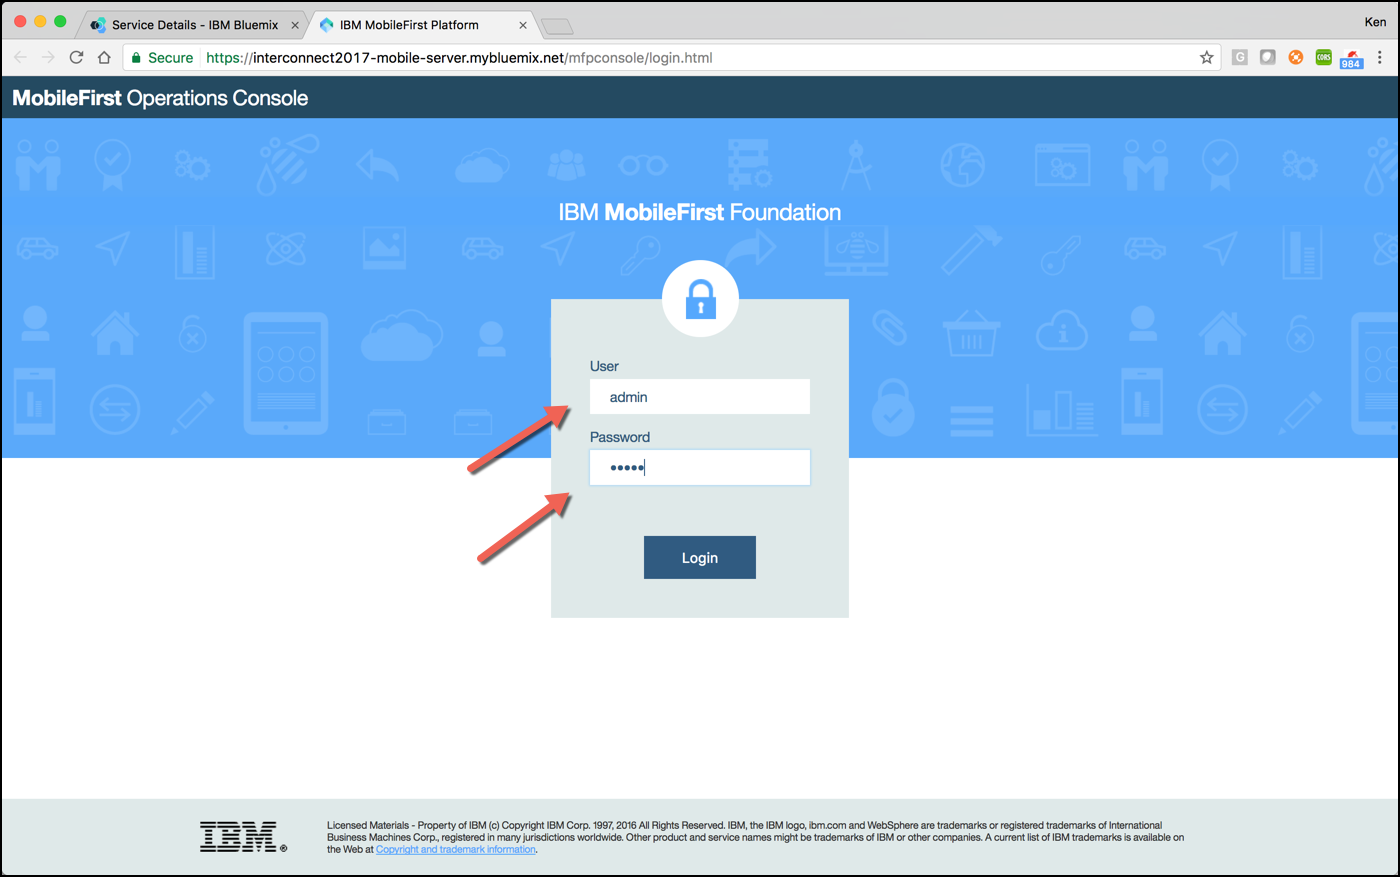 Service Details - IBM Bluemix
IBM MobileFirst Platform
Ken
Secure https://interconnect2017-mobile-server.mybluemix.net/mfpconsole/login.html
G
CORS
984
MobileFirst Operations Console
IBM MobileFirst Foundation
User
admin
Password
•••••
Login
IBM®
Licensed Materials - Property of IBM (c) Copyright IBM Corp. 1997, 2016 All Rights Reserved. IBM, the IBM logo, ibm.com and WebSphere are trademarks or registered trademarks of International
Business Machines Corp., registered in many jurisdictions worldwide. Other product and service names might be trademarks of IBM or other companies. A current list of IBM trademarks is available on
the Web at Copyright and trademark information.